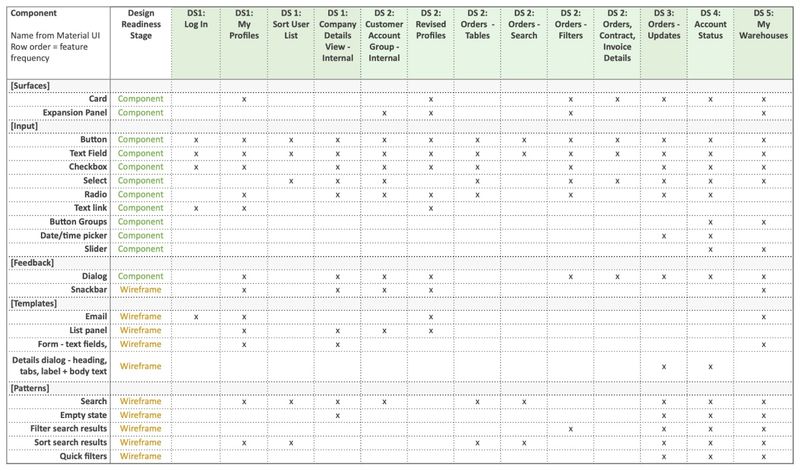 Component
Name from Material UI
Row order = feature
frequency
Design
Readiness
Stage
DS1:
Log In
DS1:
My
Profiles
DS 1:
Sort User
List
DS 1:
Company
Details
View -
Internal
DS 2:
Customer
Account
Group -
Internal
DS 2:
Revised
Profiles
DS 2:
Orders -
Tables
DS 2:
Orders -
Search
DS 2:
Orders -
Filters
DS 2:
Orders,
Contract,
Invoice
Details
DS 3:
Orders -
Updates
DS 4:
Account
Status
DS 5:
My
Warehouses
[Surfaces]
Card Component x x x x x x x
Expansion Panel Component x x x x
[Input]
Button Component x x x x x x x x x x x x x
Text Field Component x x x x x x x x x x x x x
Checkbox Component x x x x x x x x x x
Select Component x x x x x x x x x
Radio Component x x x x x x x x
Text link Component x x x
Button Groups Component x x
Date/time picker Component x x
Slider Component x x
[Feedback]
Dialog Component x x x x x x x x x
Snackbar Wireframe x x x x x
[Templates]
Email Wireframe x x x x
List panel Wireframe x x x x
Form - text fields, Wireframe x x x
Details dialog - heading,
tabs, label + body text Wireframe x x
[Patterns]
Search Wireframe x x x x x x x x x
Empty state Wireframe x x x x
Filter search results Wireframe x x x x
Sort search results Wireframe x x x x x x x
Quick filters Wireframe x x x